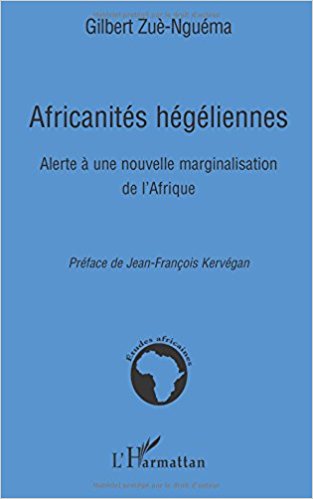 Gilbert Zuè-Nguéma
Africanités hégéliennes
Alerte à une nouvelle marginalisation
de l'Afrique
Préface de Jean-François Kervégan
Études africaines
L'Harmattan